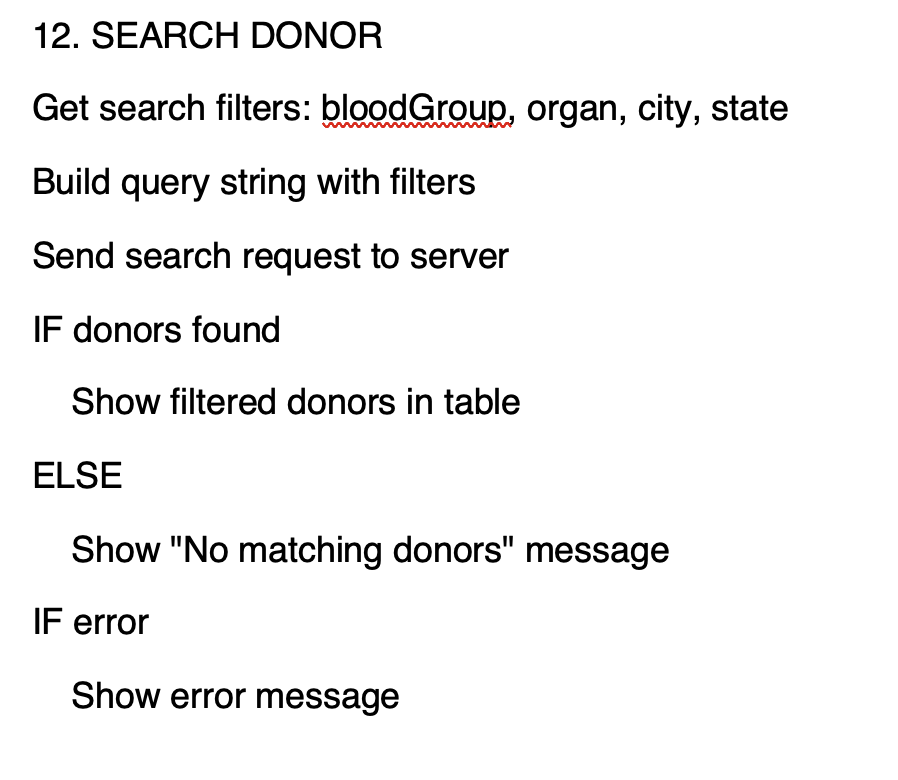 12. SEARCH DONOR
Get search filters: bloodGroup, organ, city, state
Build query string with filters
Send search request to server
IF donors found
Show filtered donors in table
ELSE
Show "No matching donors" message
IF error
Show error message